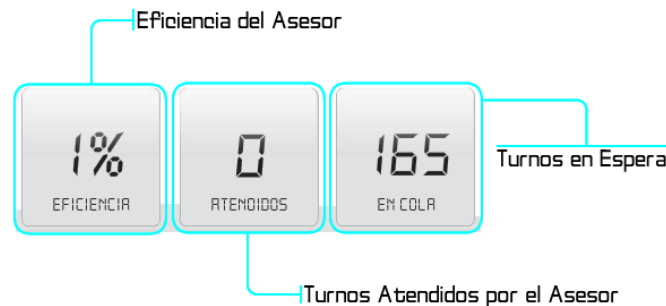 Eficiencia del Asesor
1% 0 165
EFICIENCIA ATENDIDOS EN COLA
Turnos en Espera
Turnos Atendidos por el Asesor